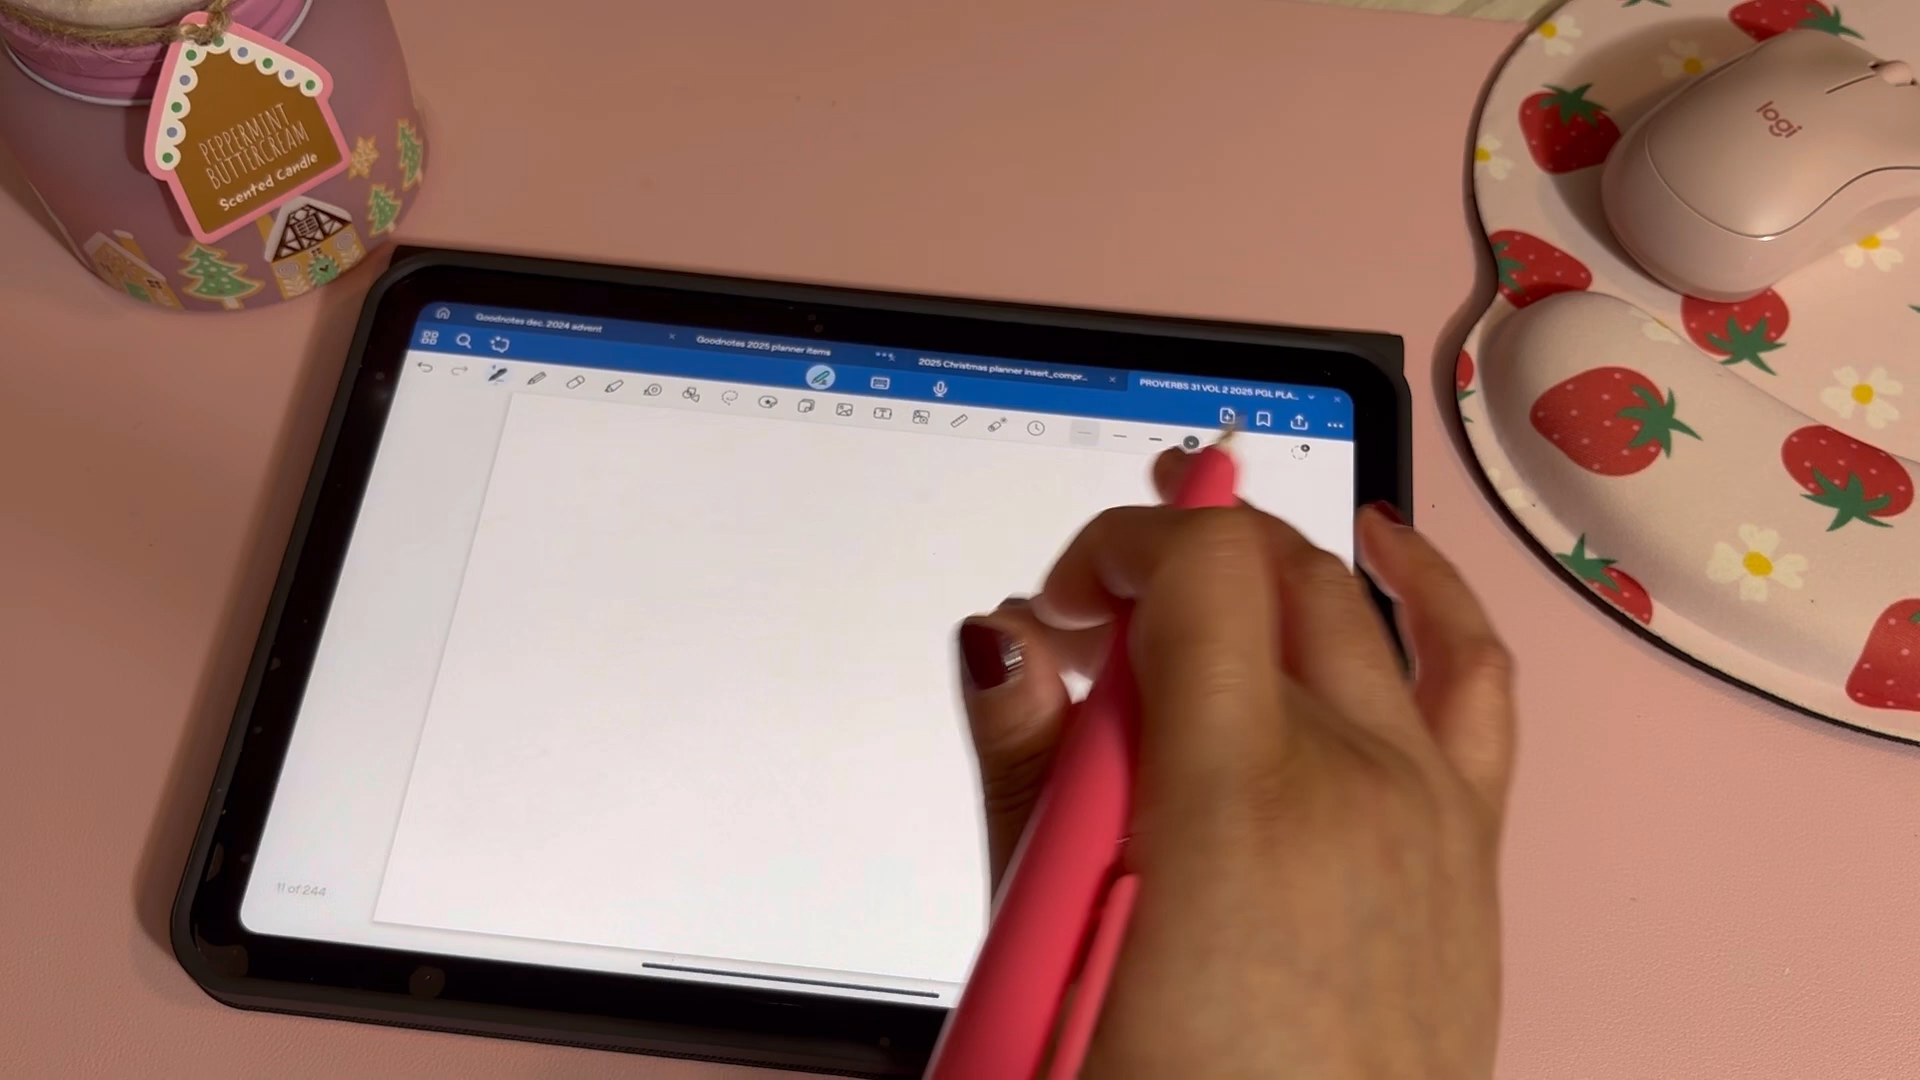 PEPPERMINT
BUTTERCREAM
Scented Candle
logi
Goodnotes dec. 2024 advent
Goodnotes 2025 planner items
2025 Christmas planner insert_compr...
PROVERBS 31 VOL 2 2025 PGL PLA...
11 of 244